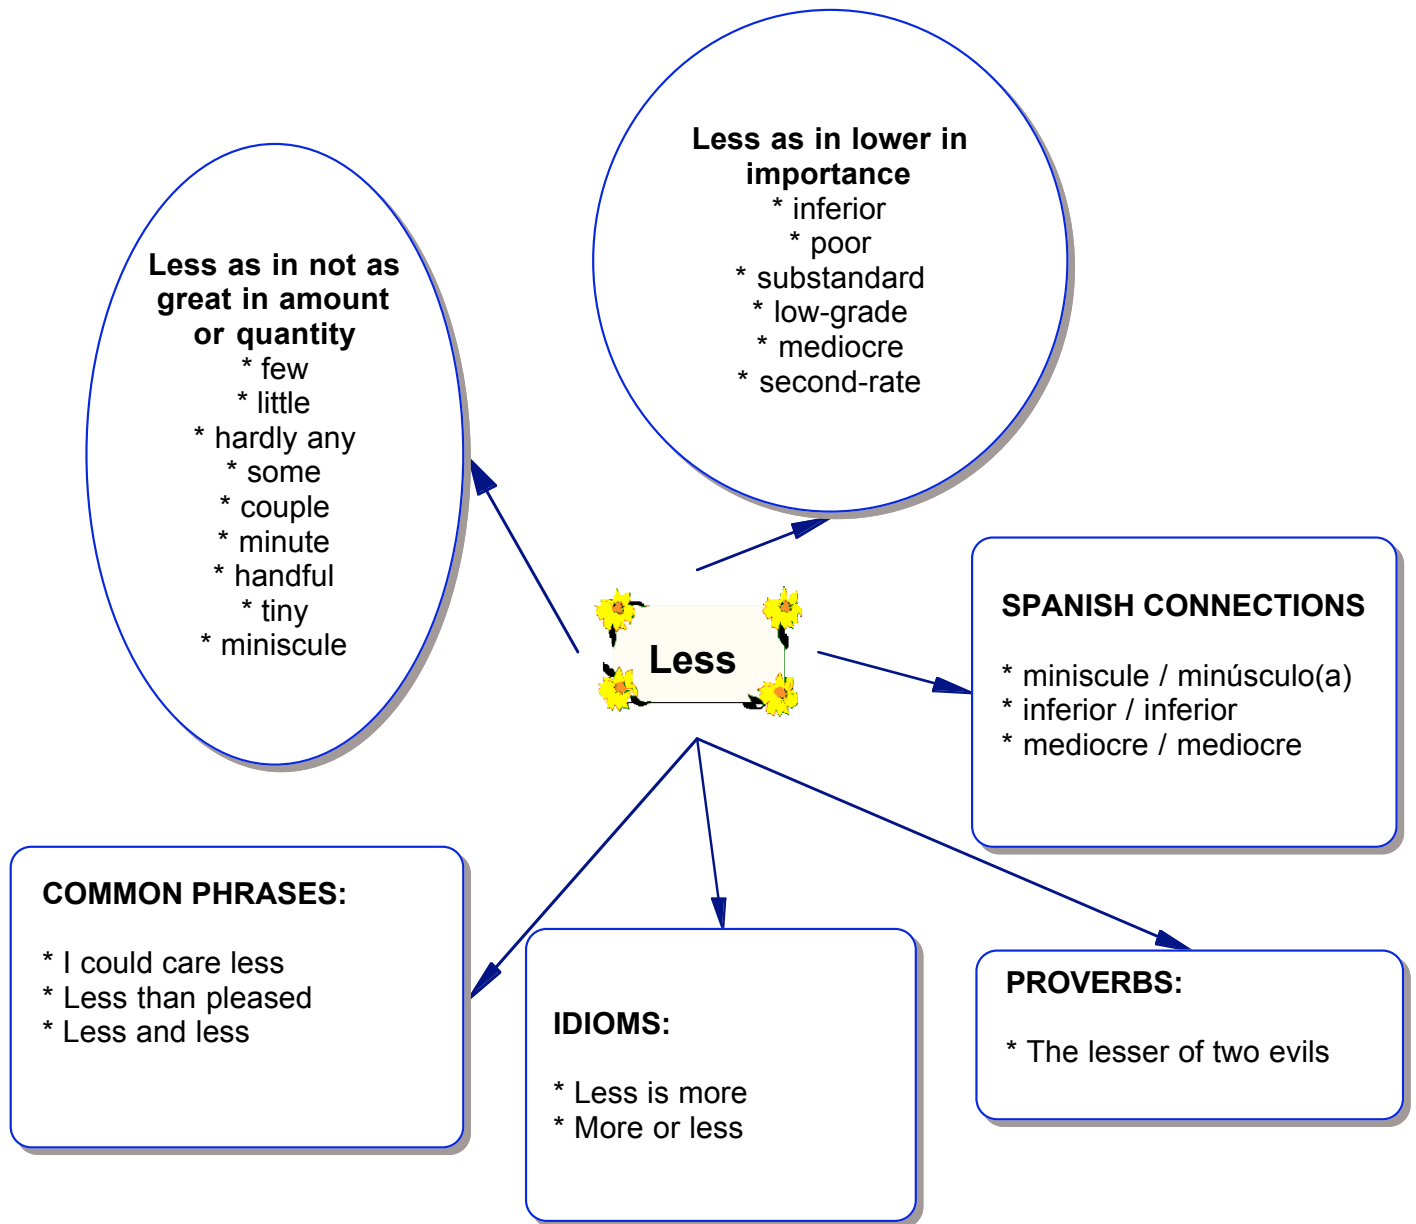 Less as in lower in
importance
* inferior
* poor
* substandard
* low-grade
* mediocre
* second-rate
Less as in not as
great in amount
or quantity
* few
* little
* hardly any
* some
* couple
* minute
* handful
* tiny
* miniscule
Less
SPANISH CONNECTIONS
* miniscule / minúsculo(a)
* inferior / inferior
* mediocre / mediocre
COMMON PHRASES:
* I could care less
* Less than pleased
* Less and less
IDIOMS:
* Less is more
* More or less
PROVERBS:
* The lesser of two evils